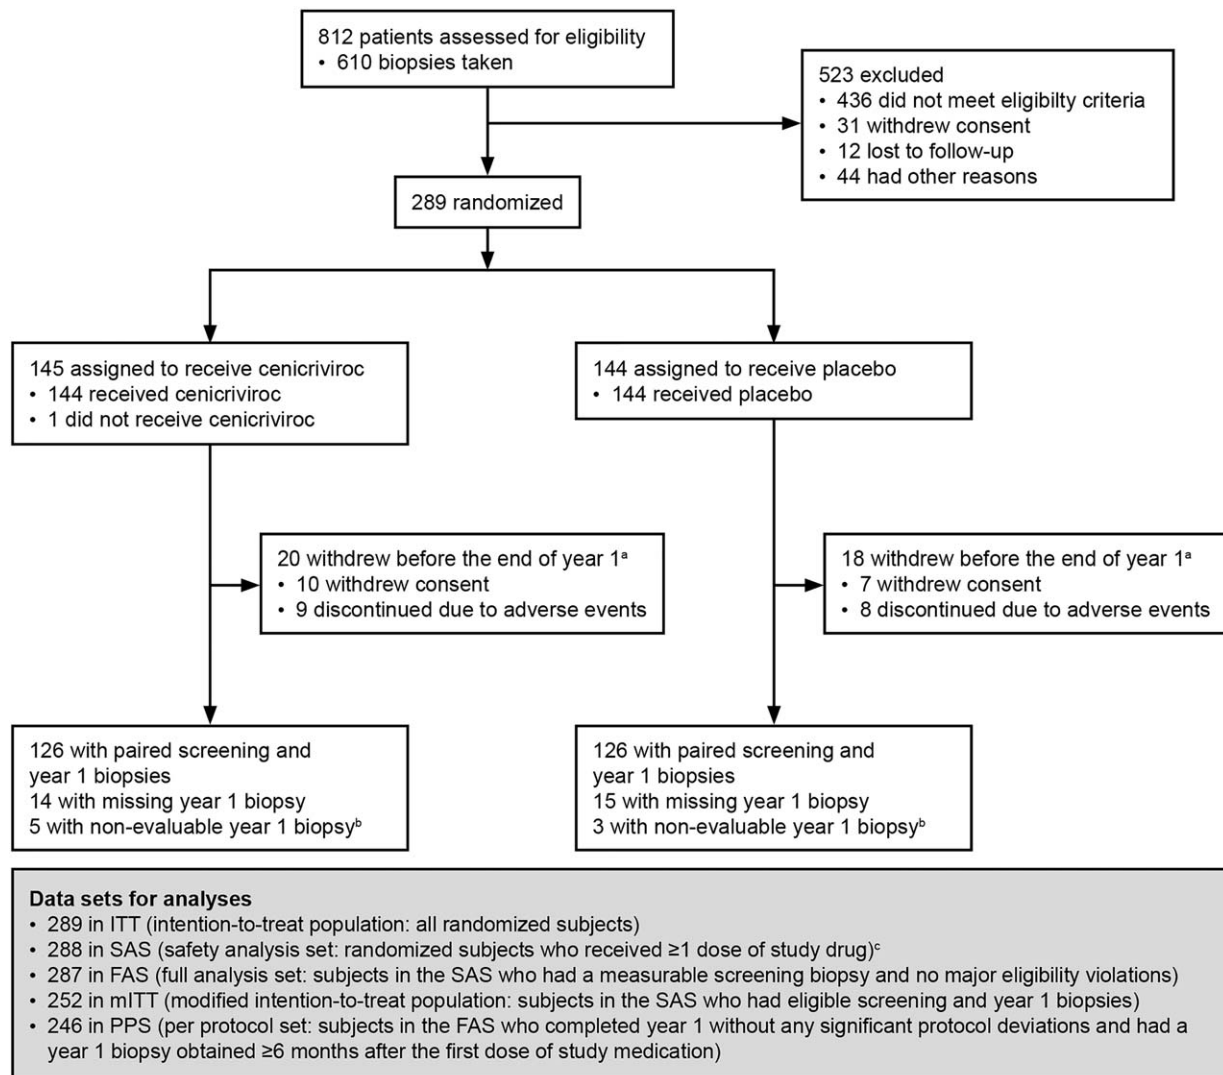 812 patients assessed for eligibility
• 610 biopsies taken
523 excluded
• 436 did not meet eligibilty criteria
• 31 withdrew consent
• 12 lost to follow-up
• 44 had other reasons
289 randomized
145 assigned to receive cenicriviroc
• 144 received cenicriviroc
• 1 did not receive cenicriviroc
144 assigned to receive placebo
• 144 received placebo
20 withdrew before the end of year 1ᵃ
• 10 withdrew consent
• 9 discontinued due to adverse events
18 withdrew before the end of year 1ᵃ
• 7 withdrew consent
• 8 discontinued due to adverse events
126 with paired screening and
year 1 biopsies
14 with missing year 1 biopsy
5 with non-evaluable year 1 biopsyᵇ
126 with paired screening and
year 1 biopsies
15 with missing year 1 biopsy
3 with non-evaluable year 1 biopsyᵇ
Data sets for analyses
• 289 in ITT (intention-to-treat population: all randomized subjects)
• 288 in SAS (safety analysis set: randomized subjects who received ≥1 dose of study drug)ᶜ
• 287 in FAS (full analysis set: subjects in the SAS who had a measurable screening biopsy and no major eligibility violations)
• 252 in mITT (modified intention-to-treat population: subjects in the SAS who had eligible screening and year 1 biopsies)
• 246 in PPS (per protocol set: subjects in the FAS who completed year 1 without any significant protocol deviations and had a
year 1 biopsy obtained ≥6 months after the first dose of study medication)